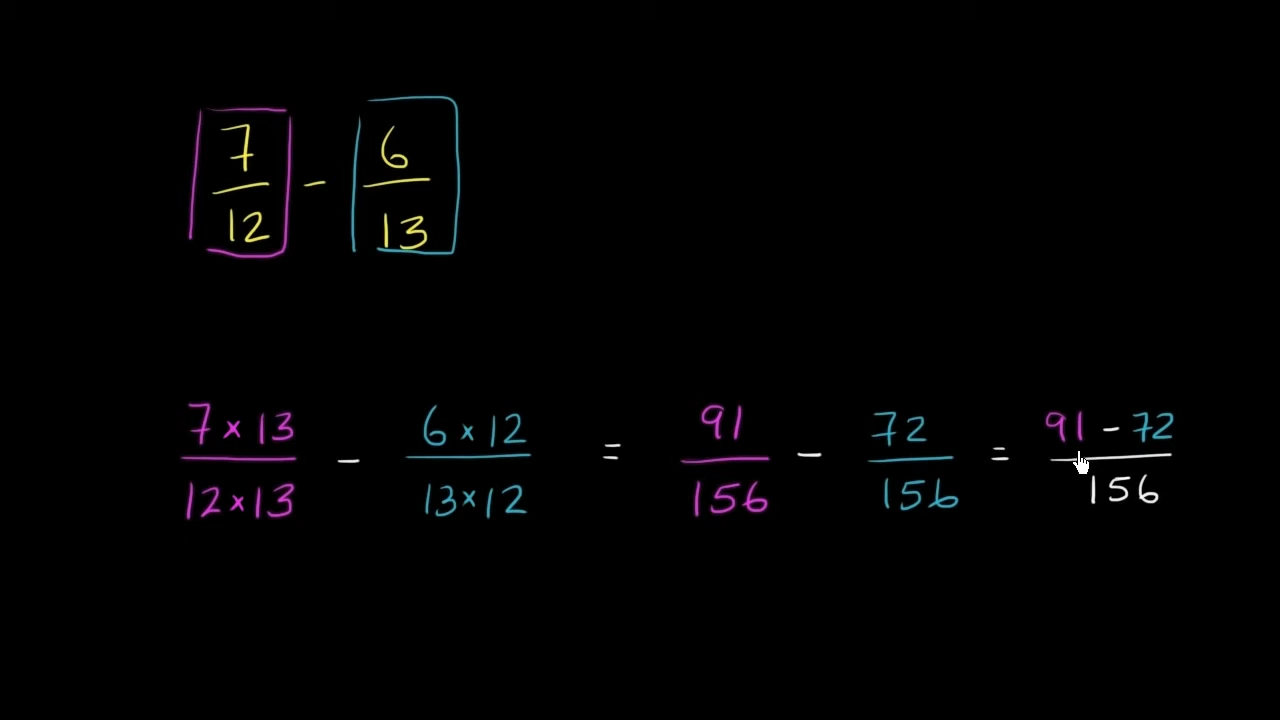 7/12 - 6/13
7 × 13/12 × 13 - 6 × 12/13 × 12 = 91/156 - 72/156 = 91 - 72/156